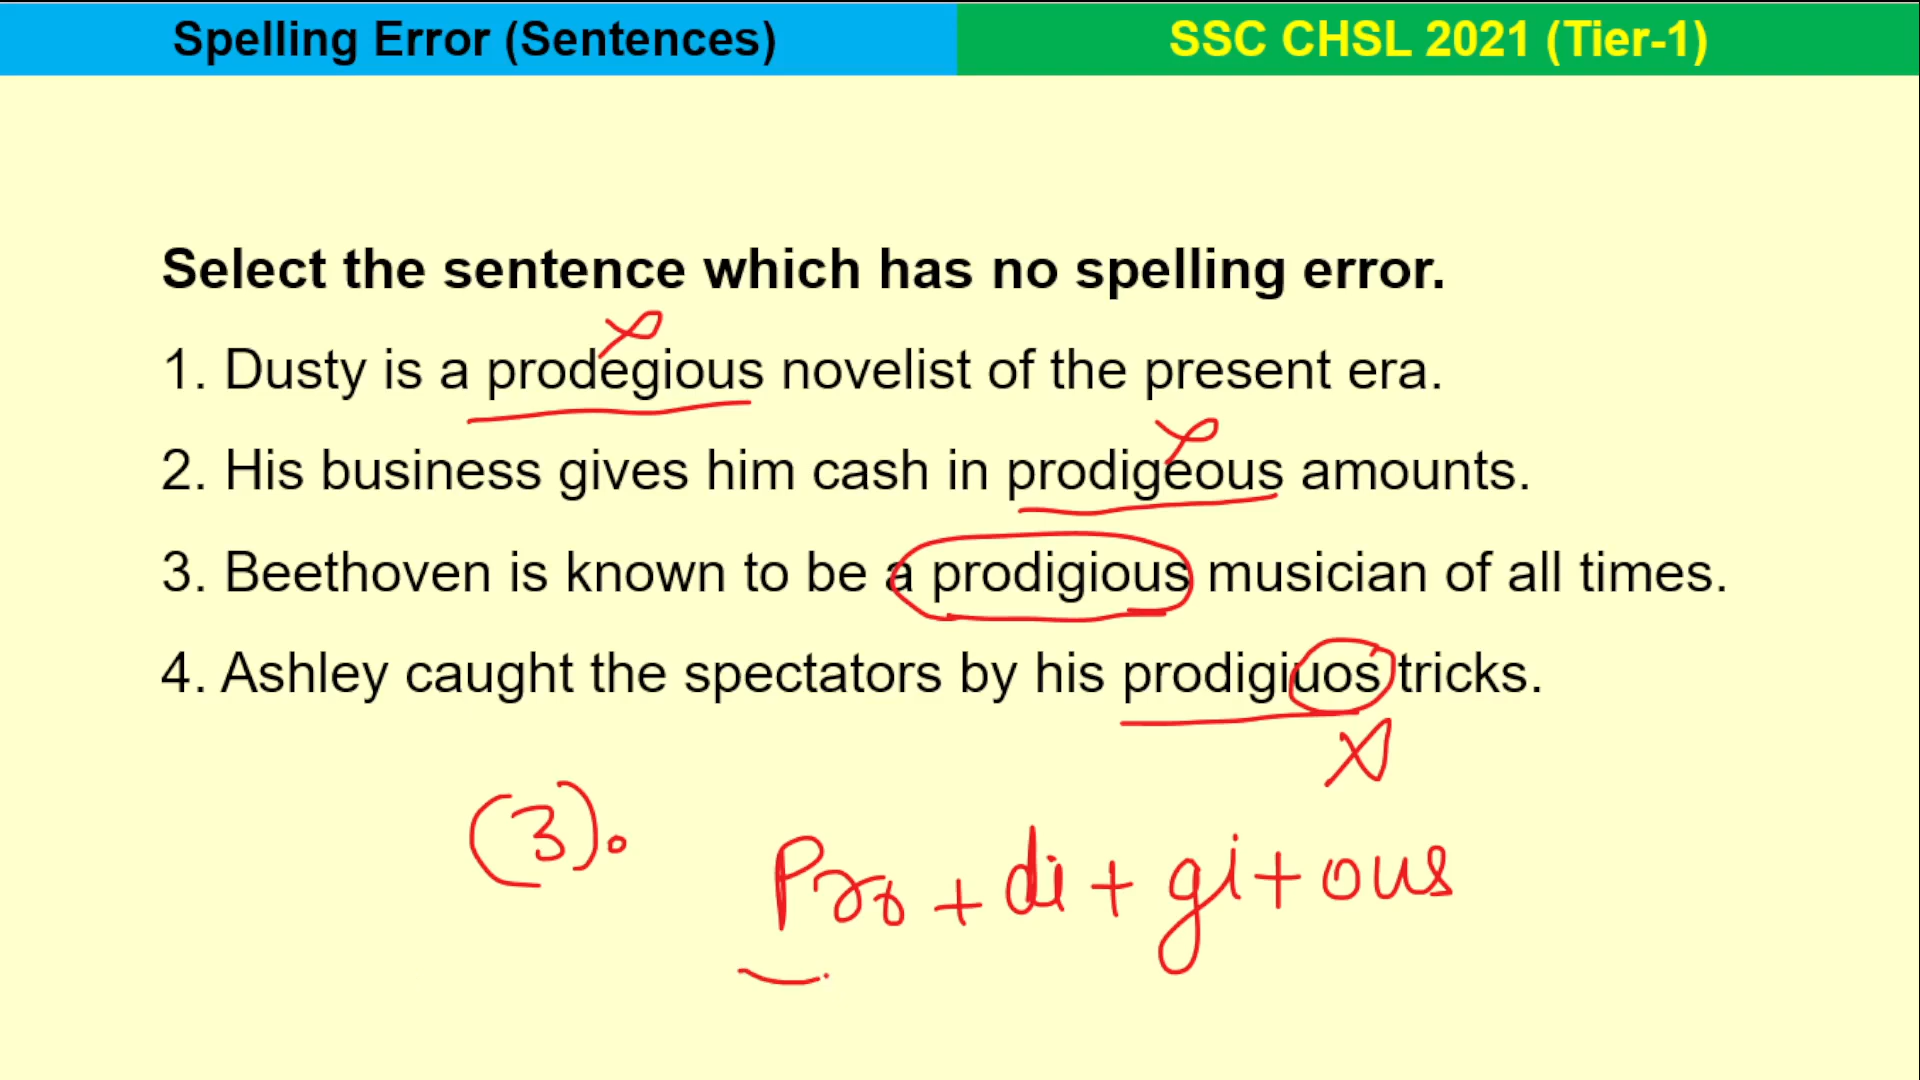 Spelling Error (Sentences)
SSC CHSL 2021 (Tier-1)
Select the sentence which has no spelling error.
1. Dusty is a prodegious novelist of the present era.
2. His business gives him cash in prodigeous amounts.
3. Beethoven is known to be a prodigious musician of all times.
4. Ashley caught the spectators by his prodigiuos tricks.
(3).
Pro + di + gi + ous